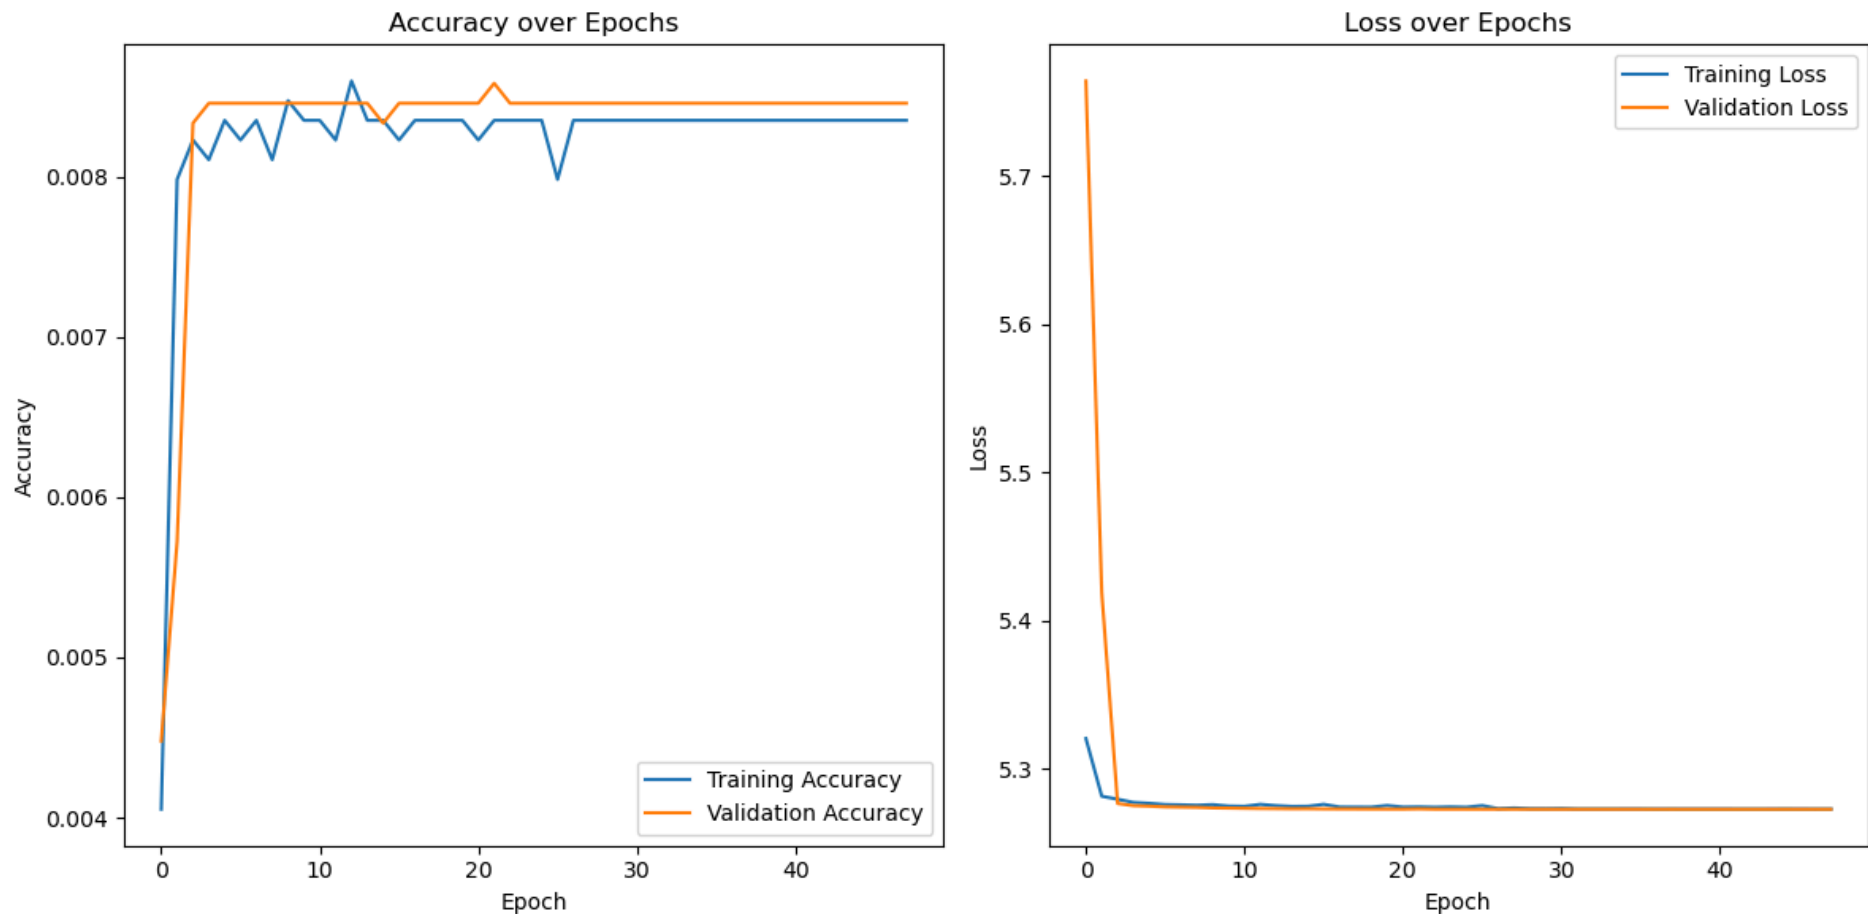 Accuracy over Epochs
0.008
0.007
0.006
0.005
0.004
Accuracy
0 10 20 30 40
Epoch
Training Accuracy
Validation Accuracy
Loss over Epochs
5.7
5.6
5.5
5.4
5.3
Loss
0 10 20 30 40
Epoch
Training Loss
Validation Loss